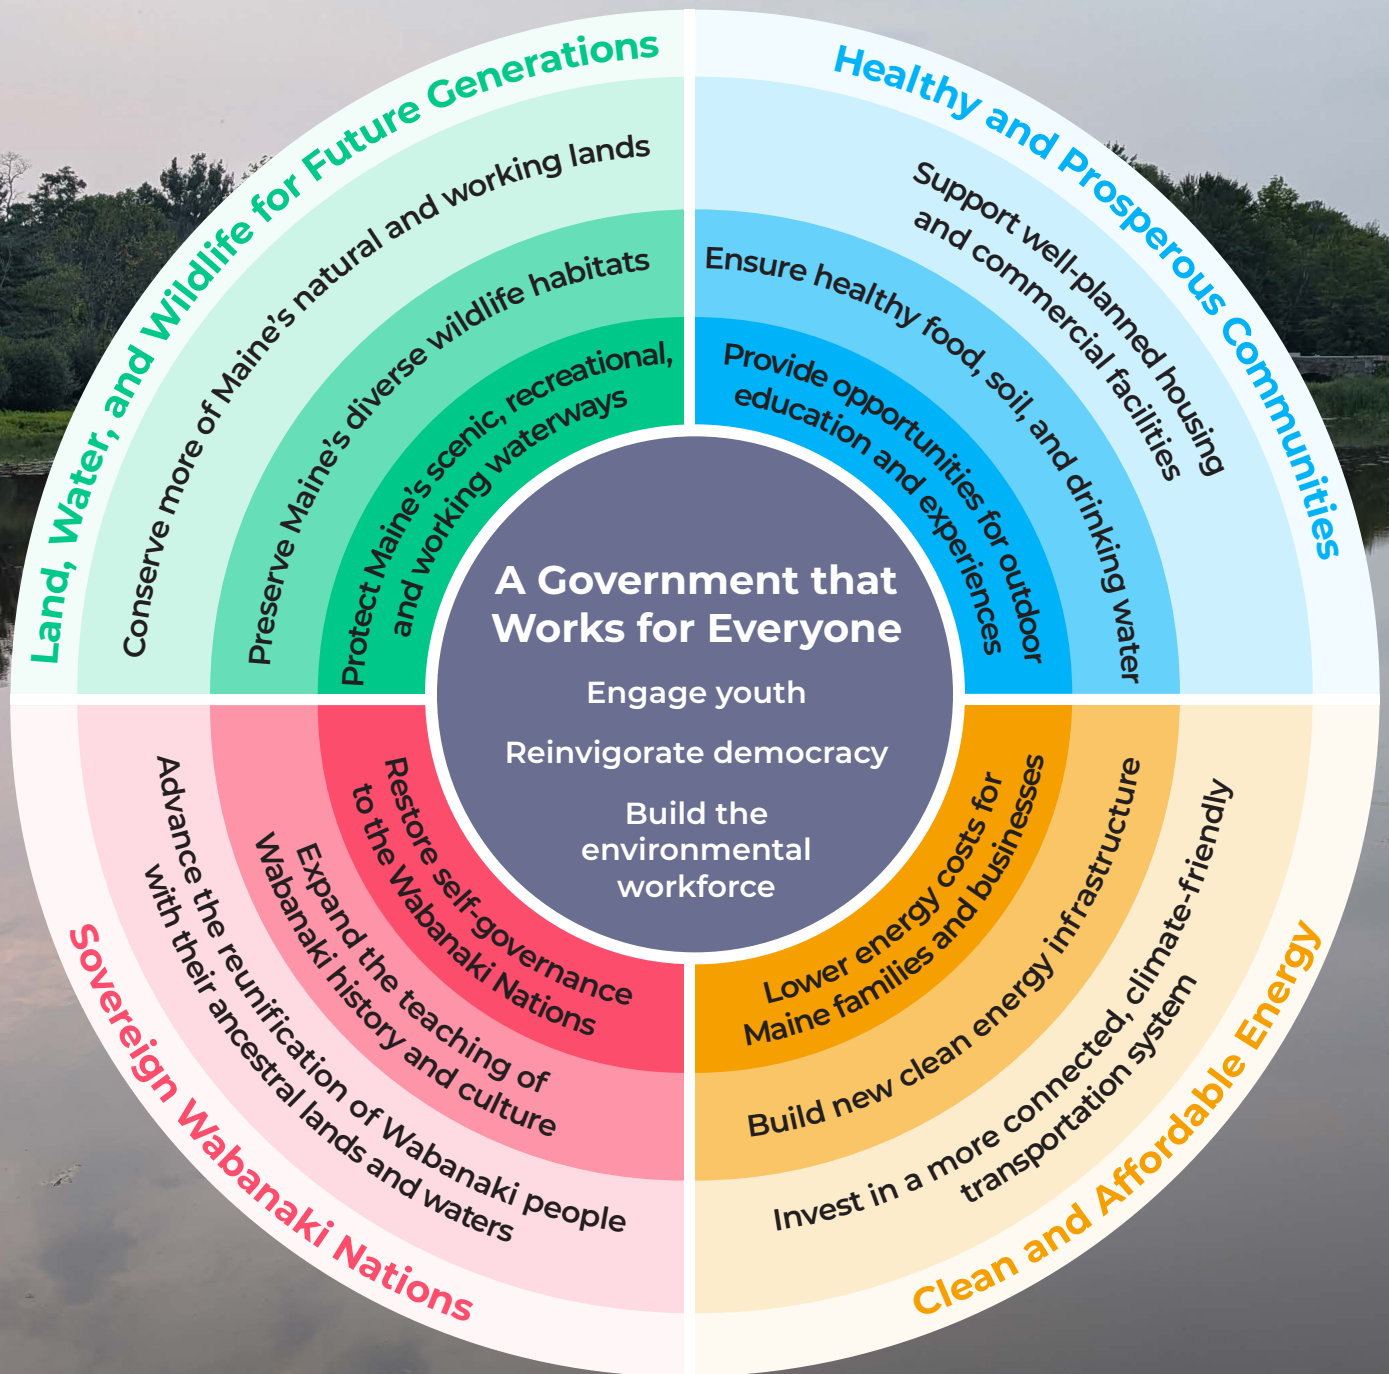 Land, Water, and Wildlife for Future Generations
Conserve more of Maine's natural and working lands
Preserve Maine's diverse wildlife habitats
Protect Maine's scenic, recreational,
and working waterways
Healthy and Prosperous Communities
Support well-planned housing
and commercial facilities
Ensure healthy food, soil, and drinking water
Provide opportunities for outdoor
education and experiences
A Government that
Works for Everyone
Engage youth
Reinvigorate democracy
Build the
environmental
workforce
Restore self-governance
to the Wabanaki Nations
Expand the teaching of
Wabanaki history and culture
Advance the reunification of Wabanaki people
with their ancestral lands and waters
Sovereign Wabanaki Nations
Lower energy costs for
Maine families and businesses
Build new clean energy infrastructure
Invest in a more connected, climate-friendly
transportation system
Clean and Affordable Energy